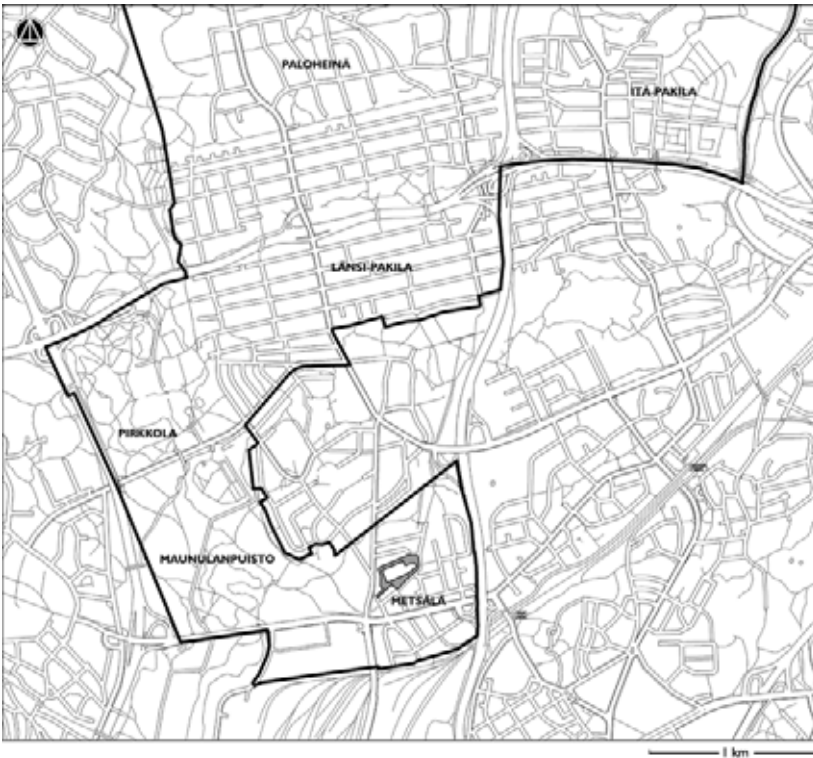 PALOHEINÄ
ITÄ-PAKILA
LÄNSI-PAKILA
PIRKKOLA
MAUNULANPUISTO
METSÄLÄ
1 km